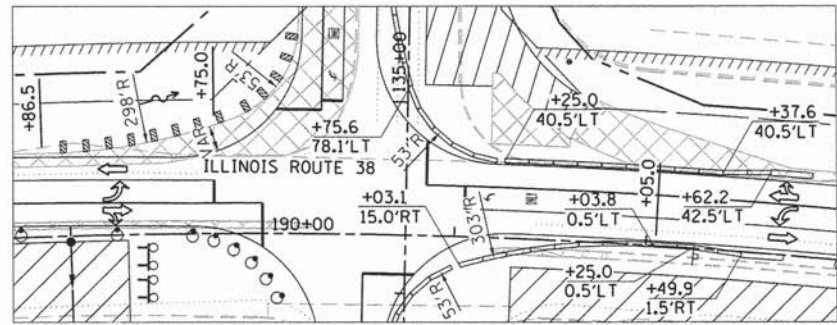 +86.5
298'R
+75.0
53'R
VAR
135+00
+75.6
78.1'LT
53'R
+25.0
40.5'LT
+37.6
40.5'LT
ILLINOIS ROUTE 38
190+00
+03.1
15.0'RT
303'R
ONLY
+03.8
0.5'LT
+05.0
+62.2
42.5'LT
53'R
+25.0
0.5'LT
+49.9
1.5'RT